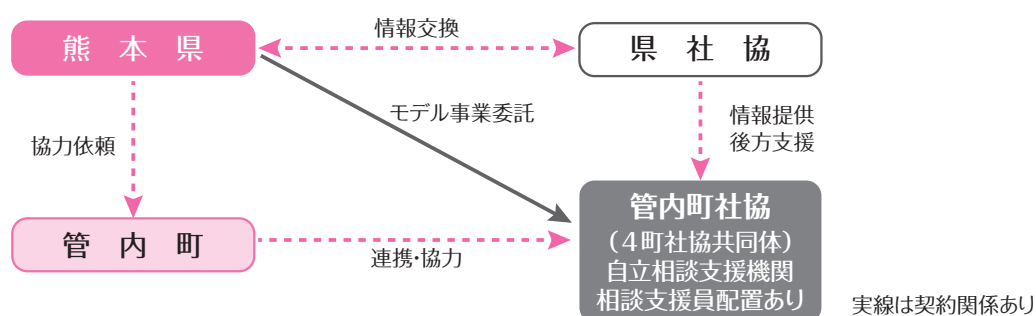 情報交換
熊本県
県社協
モデル事業委託
協力依頼
情報提供
後方支援
管内町
連携・協力
管内町社協
(4町社協共同体)
自立相談支援機関
相談支援員配置あり
実線は契約関係あり